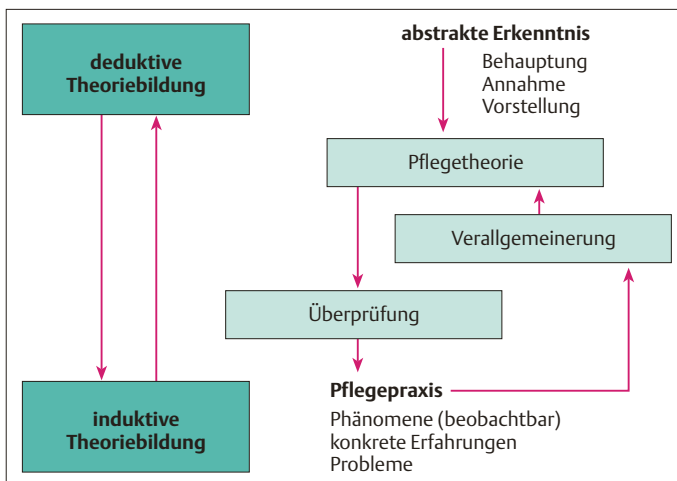 deduktive
Theoriebildung
abstrakte Erkenntnis
Behauptung
Annahme
Vorstellung
Pflegetheorie
Verallgemeinerung
Überprüfung
induktive
Theoriebildung
Pflegepraxis
Phänomene (beobachtbar)
konkrete Erfahrungen
Probleme